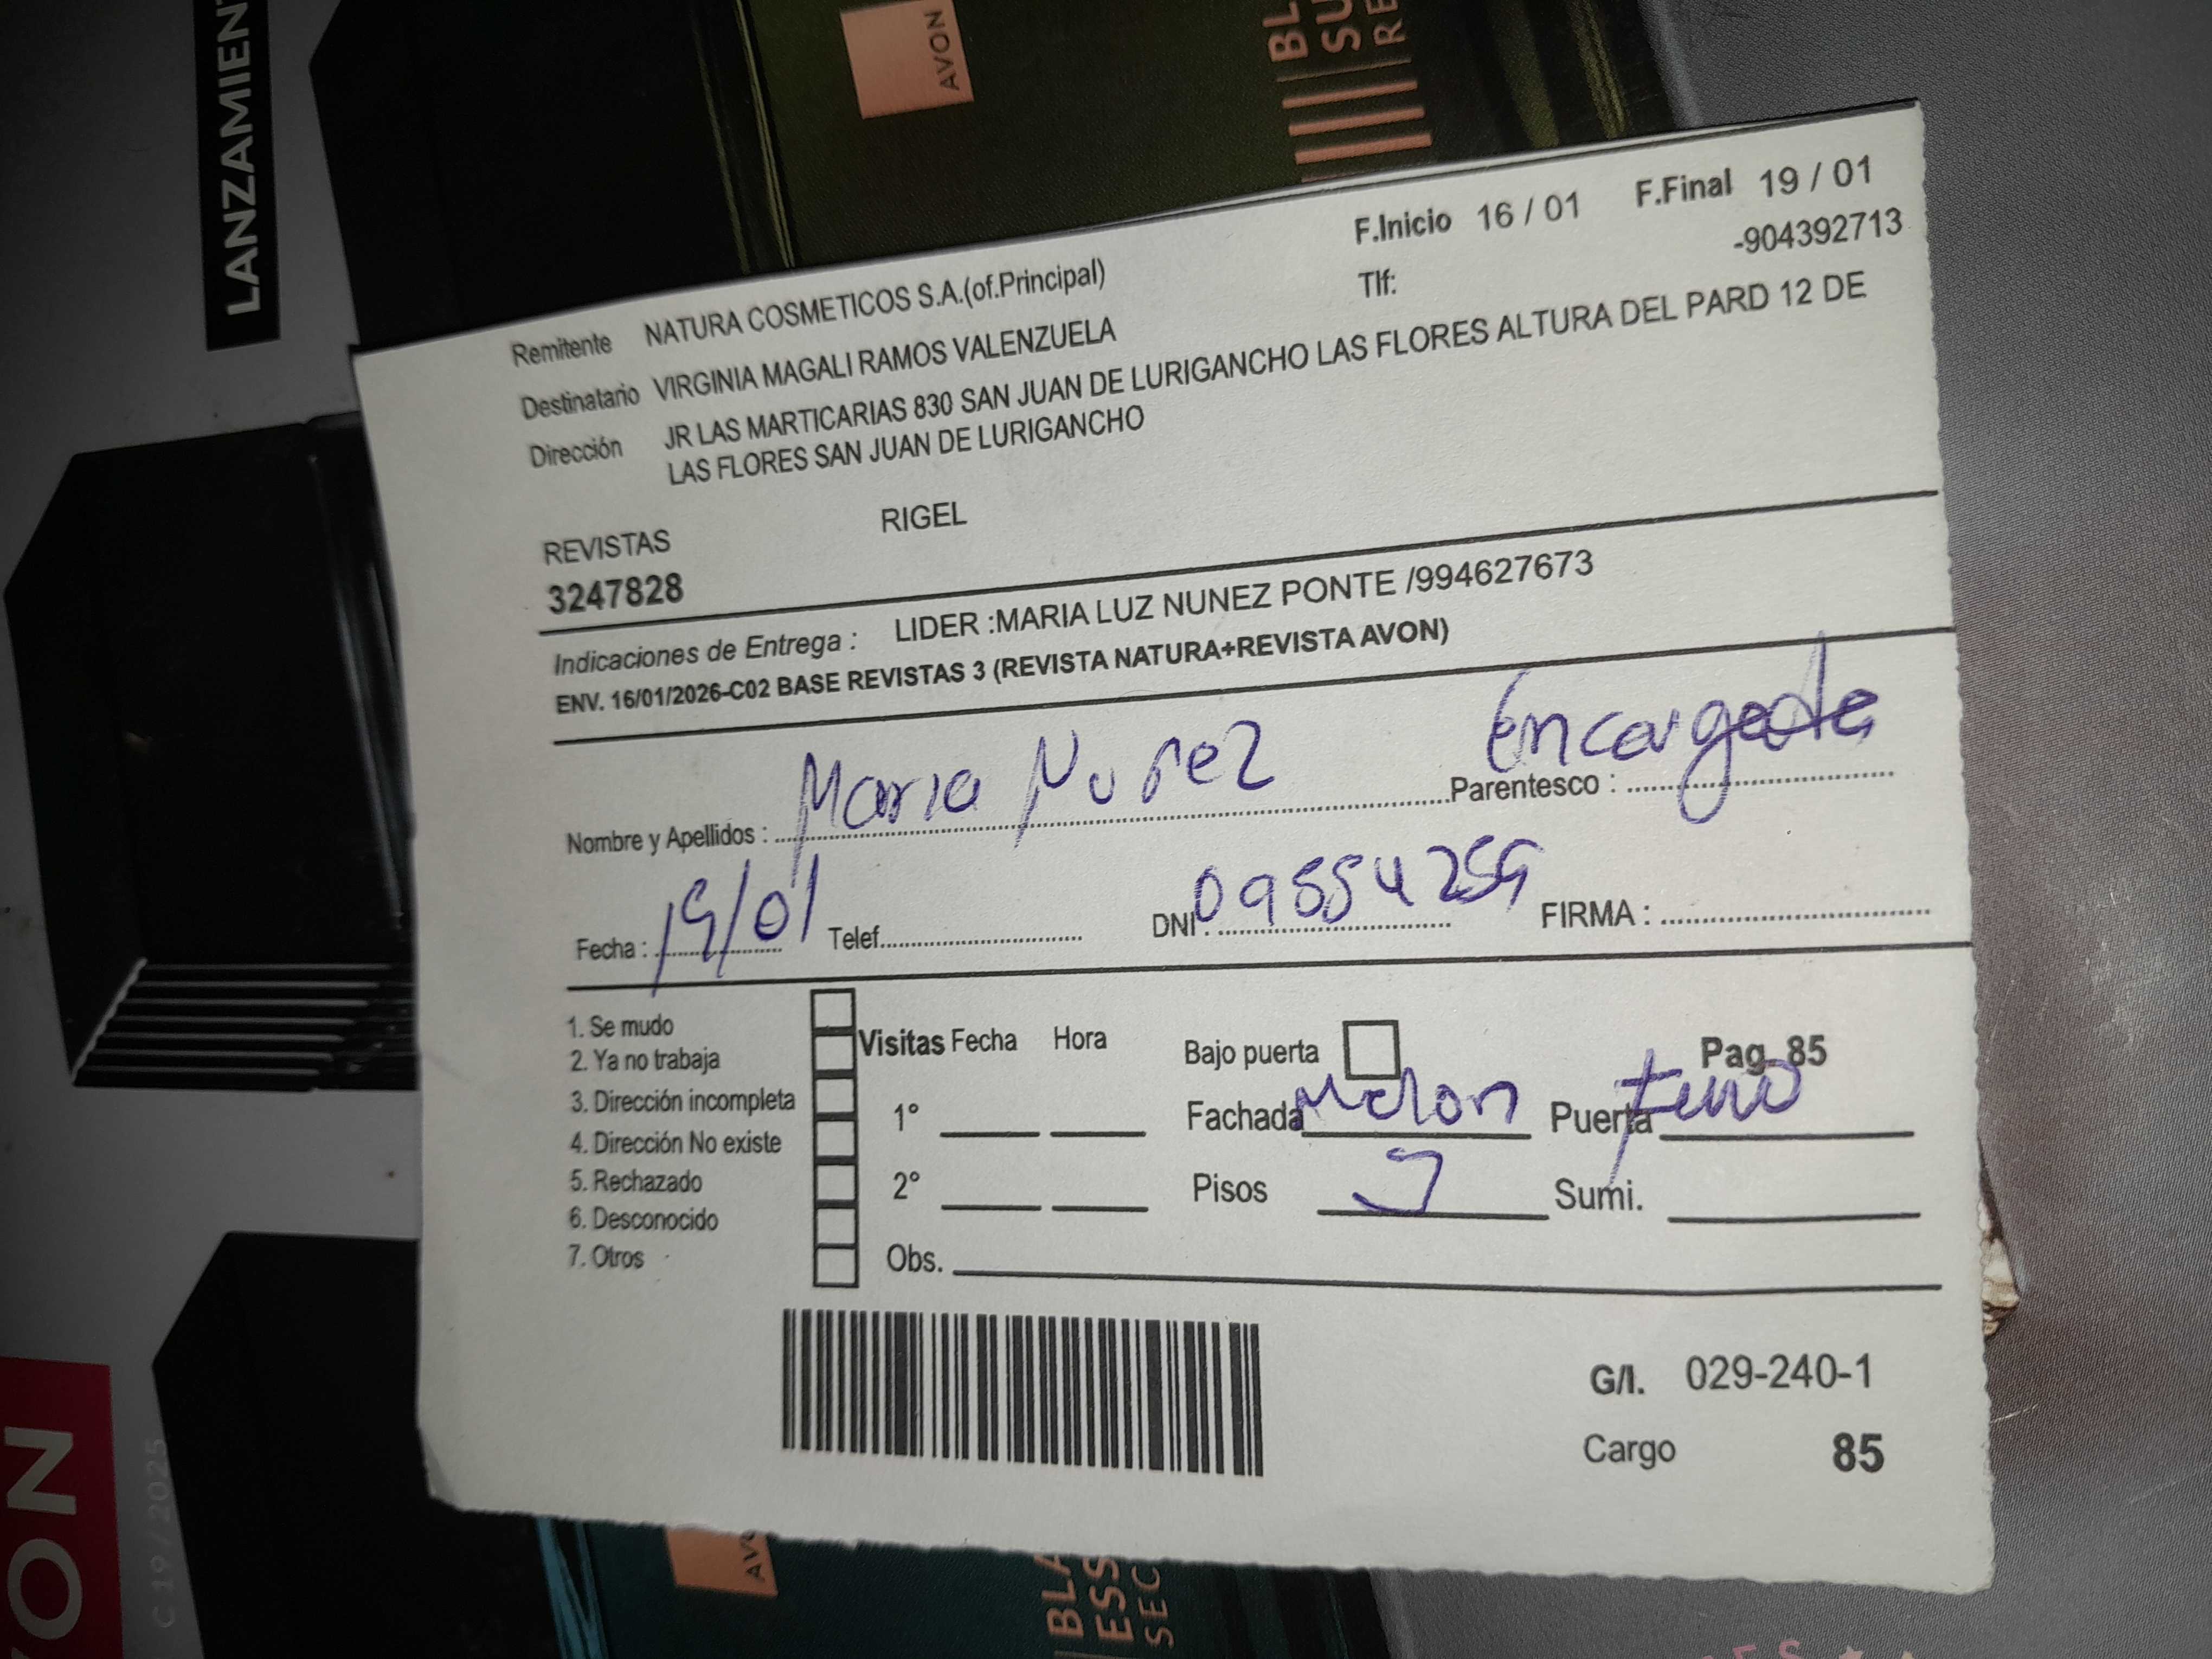 LANZAMIEN
AVON
F.Inicio 16 / 01 F.Final 19 / 01
Remitente NATURA COSMETICOS S.A.(of.Principal) Tlf: -904392713
Destinatario VIRGINIA MAGALI RAMOS VALENZUELA
Dirección JR LAS MARTICARIAS 830 SAN JUAN DE LURIGANCHO LAS FLORES ALTURA DEL PARD 12 DE
LAS FLORES SAN JUAN DE LURIGANCHO
REVISTAS RIGEL
3247828
Indicaciones de Entrega : LIDER :MARIA LUZ NUNEZ PONTE /994627673
ENV. 16/01/2026-C02 BASE REVISTAS 3 (REVISTA NATURA+REVISTA AVON)
Nombre y Apellidos : Maria Nuñez Parentesco : Encargada
Fecha : 19/01 Telef. DNI : 09554259 FIRMA :
1. Se mudo
2. Ya no trabaja
3. Dirección incompleta
4. Dirección No existe
5. Rechazado
6. Desconocido
7. Otros
Visitas Fecha Hora Bajo puerta Pag. 85
1° Fachada Melon Puerta
2° Pisos Sumi.
Obs.
G/I. 029-240-1
Cargo 85
C 19/2025